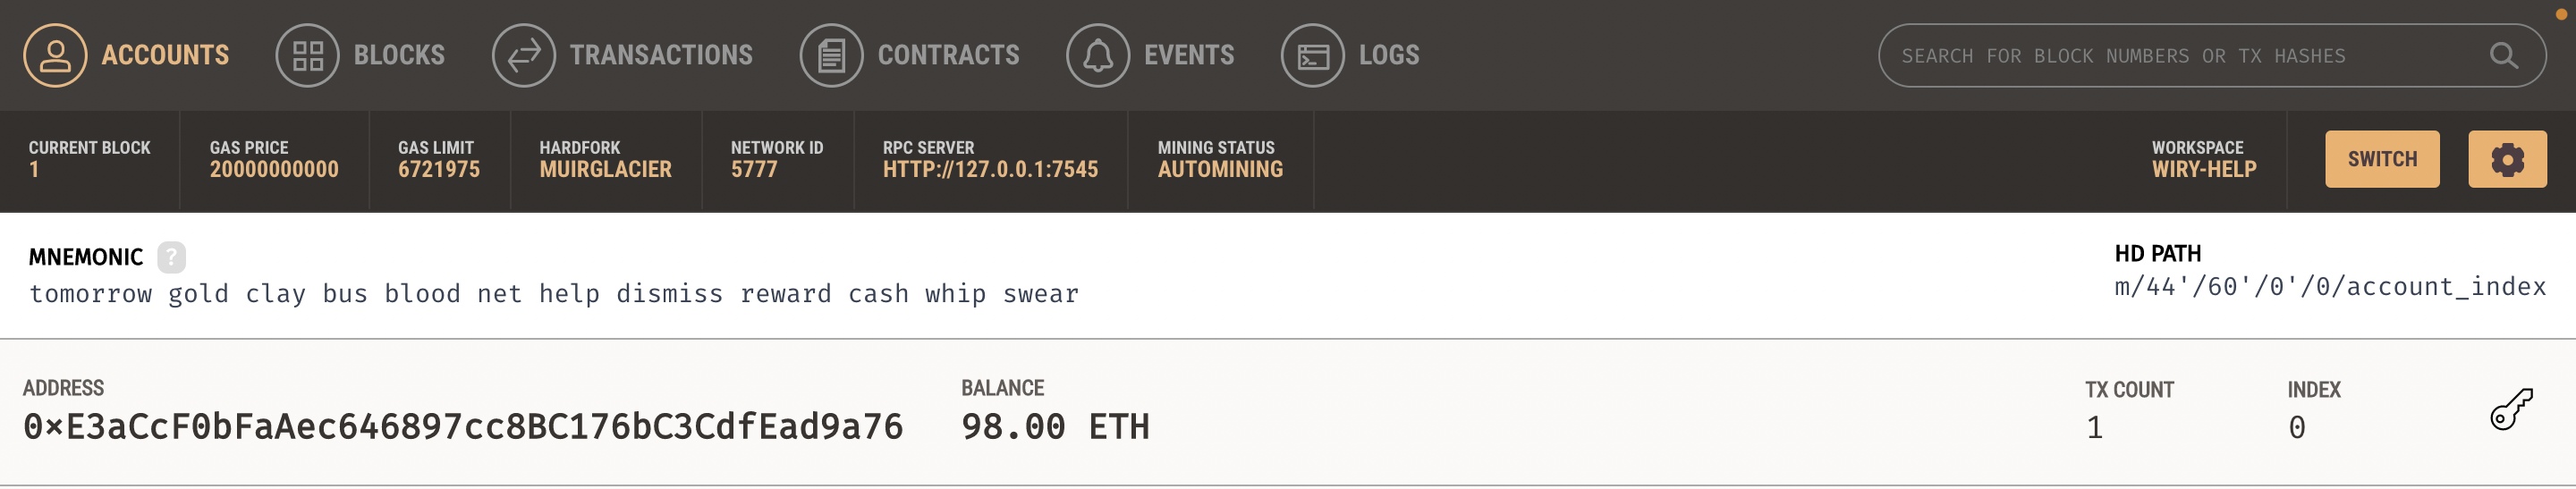 ACCOUNTS BLOCKS TRANSACTIONS CONTRACTS EVENTS LOGS SEARCH FOR BLOCK NUMBERS OR TX HASHES
CURRENT BLOCK GAS PRICE GAS LIMIT HARDFORK NETWORK ID RPC SERVER MINING STATUS WORKSPACE
1 20000000000 6721975 MUIRGLACIER 5777 HTTP://127.0.0.1:7545 AUTOMINING WIRY-HELP SWITCH
MNEMONIC ? HD PATH
tomorrow gold clay bus blood net help dismiss reward cash whip swear m/44'/60'/0'/0/account_index
ADDRESS BALANCE TX COUNT INDEX
0×E3aCcF0bFaAec646897cc8BC176bC3CdfEad9a76 98.00 ETH 1 0